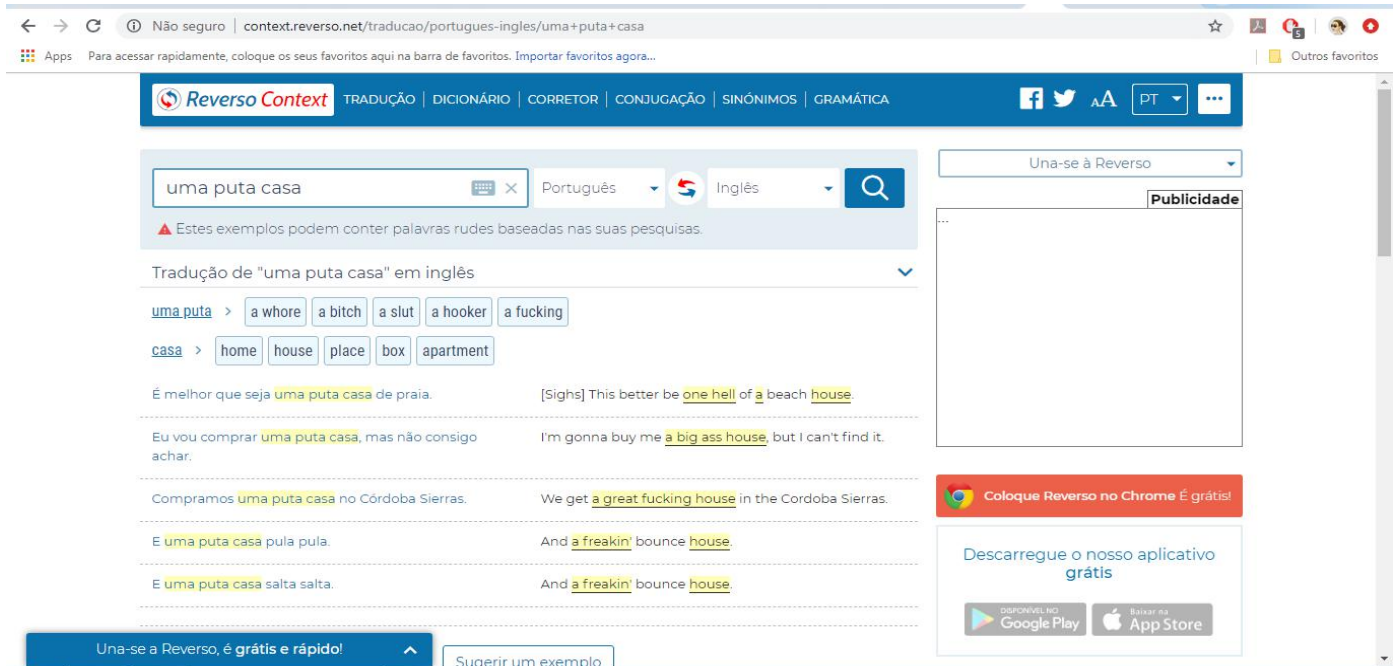 Não seguro | context.reverso.net/traducao/portugues-ingles/uma+puta+casa
5
Apps Para acessar rapidamente, coloque os seus favoritos aqui na barra de favoritos. Importar favoritos agora... Outros favoritos
Reverso Context TRADUÇÃO | DICIONÁRIO | CORRETOR | CONJUGAÇÃO | SINÓNIMOS | GRAMÁTICA AA PT ...
uma puta casa Português Inglês
Estes exemplos podem conter palavras rudes baseadas nas suas pesquisas.
Tradução de "uma puta casa" em inglês
uma puta > a whore a bitch a slut a hooker a fucking
casa > home house place box apartment
É melhor que seja uma puta casa de praia. [Sighs] This better be one hell of a beach house.
Eu vou comprar uma puta casa, mas não consigo I'm gonna buy me a big ass house, but I can't find it.
achar.
Compramos uma puta casa no Córdoba Sierras. We get a great fucking house in the Cordoba Sierras.
E uma puta casa pula pula. And a freakin' bounce house.
E uma puta casa salta salta. And a freakin' bounce house.
Una-se a Reverso, é grátis e rápido!
Sugerir um exemplo
Una-se à Reverso
Publicidade
...
Coloque Reverso no Chrome É grátis!
Descarregue o nosso aplicativo
grátis
DISPONÍVEL NO Baixar na
Google Play App Store